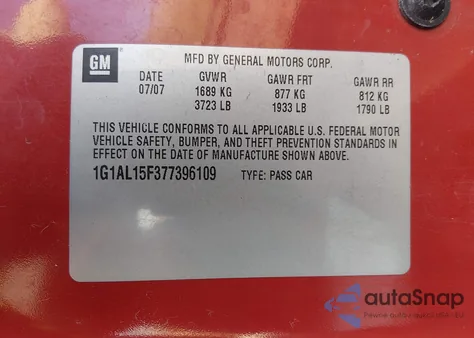 GM
MFD BY GENERAL MOTORS CORP.
DATE GVWR GAWR FRT GAWR RR
07/07 1689 KG 877 KG 812 KG
3723 LB 1933 LB 1790 LB
THIS VEHICLE CONFORMS TO ALL APPLICABLE U.S. FEDERAL MOTOR
VEHICLE SAFETY, BUMPER, AND THEFT PREVENTION STANDARDS IN
EFFECT ON THE DATE OF MANUFACTURE SHOWN ABOVE.
1G1AL15F377396109 TYPE: PASS CAR
autoSnap